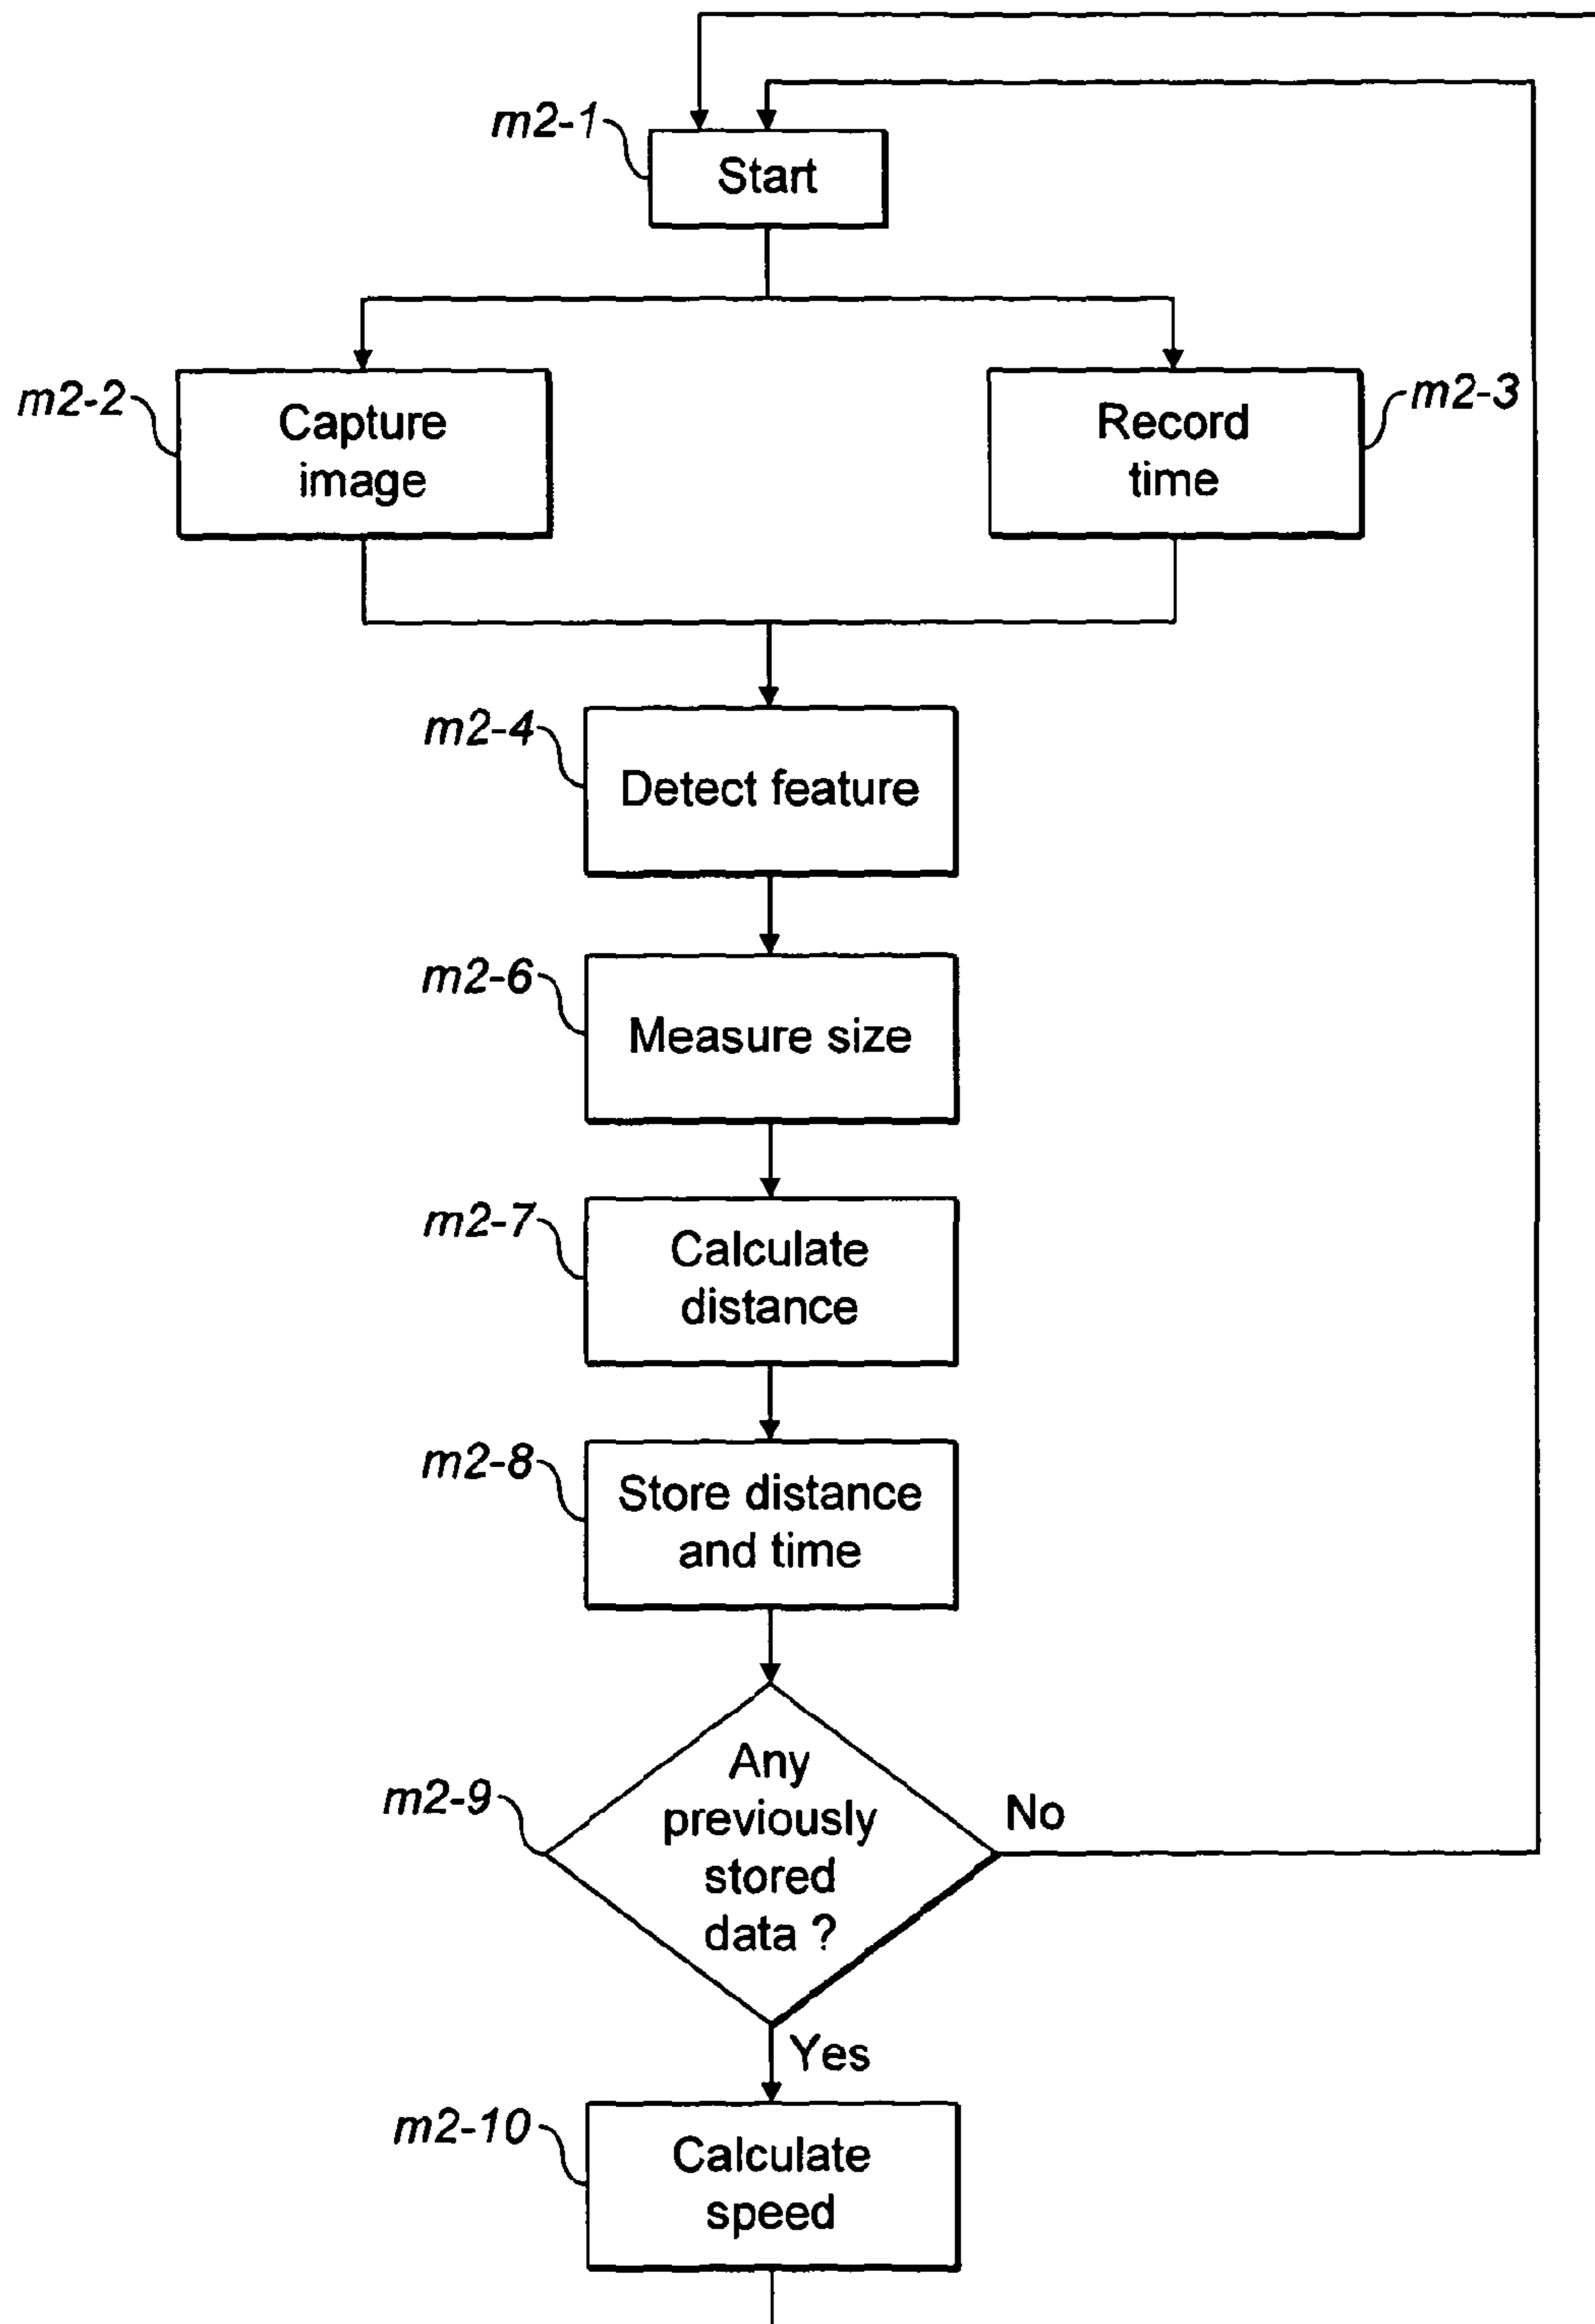 m2-1
Start
m2-2
Capture
image
Record
time
m2-3
m2-4
Detect feature
m2-6
Measure size
m2-7
Calculate
distance
m2-8
Store distance
and time
m2-9
Any
previously
stored
data ?
No
Yes
m2-10
Calculate
speed